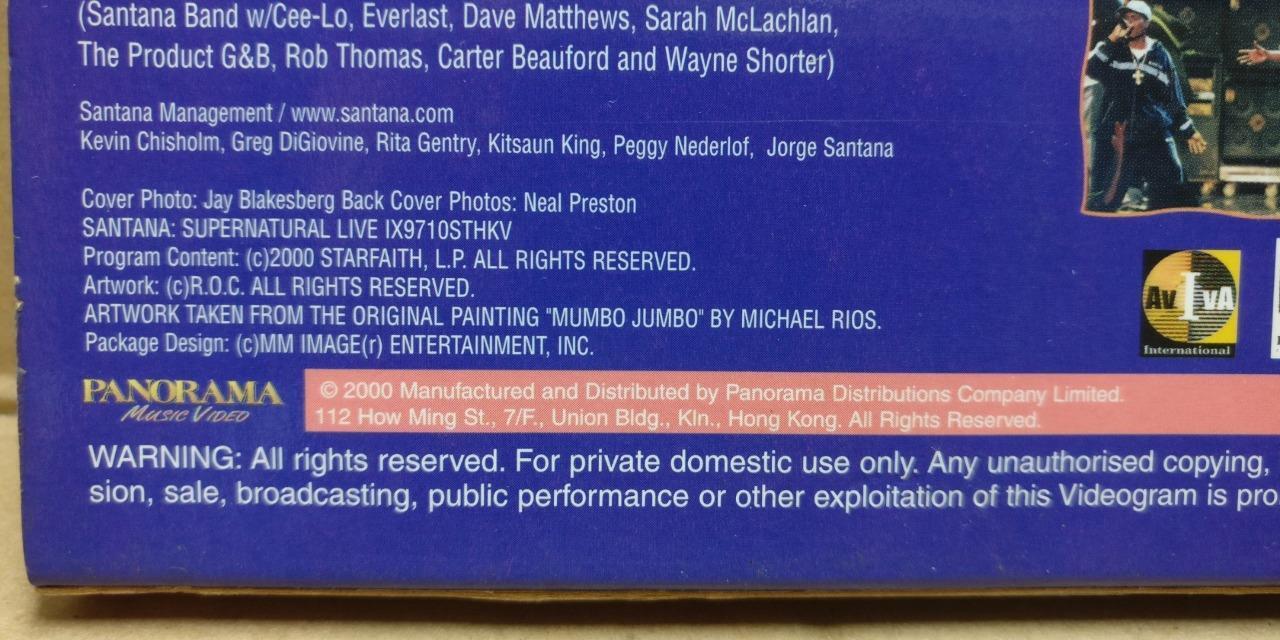 (Santana Band w/Cee-Lo, Everlast, Dave Matthews, Sarah McLachlan,
The Product G&B, Rob Thomas, Carter Beauford and Wayne Shorter)
Santana Management / www.santana.com
Kevin Chisholm, Greg DiGiovine, Rita Gentry, Kitsaun King, Peggy Nederlof, Jorge Santana
Cover Photo: Jay Blakesberg Back Cover Photos: Neal Preston
SANTANA: SUPERNATURAL LIVE IX9710STHKV
Program Content: (c)2000 STARFAITH, L.P. ALL RIGHTS RESERVED.
Artwork: (c)R.O.C. ALL RIGHTS RESERVED.
ARTWORK TAKEN FROM THE ORIGINAL PAINTING "MUMBO JUMBO" BY MICHAEL RIOS.
Package Design: (c)MM IMAGE(r) ENTERTAINMENT, INC.
AvIvA
International
PANORAMA
MUSIC VIDEO
© 2000 Manufactured and Distributed by Panorama Distributions Company Limited.
112 How Ming St., 7/F., Union Bldg., Kln., Hong Kong. All Rights Reserved.
WARNING: All rights reserved. For private domestic use only. Any unauthorised copying,
sion, sale, broadcasting, public performance or other exploitation of this Videogram is pro